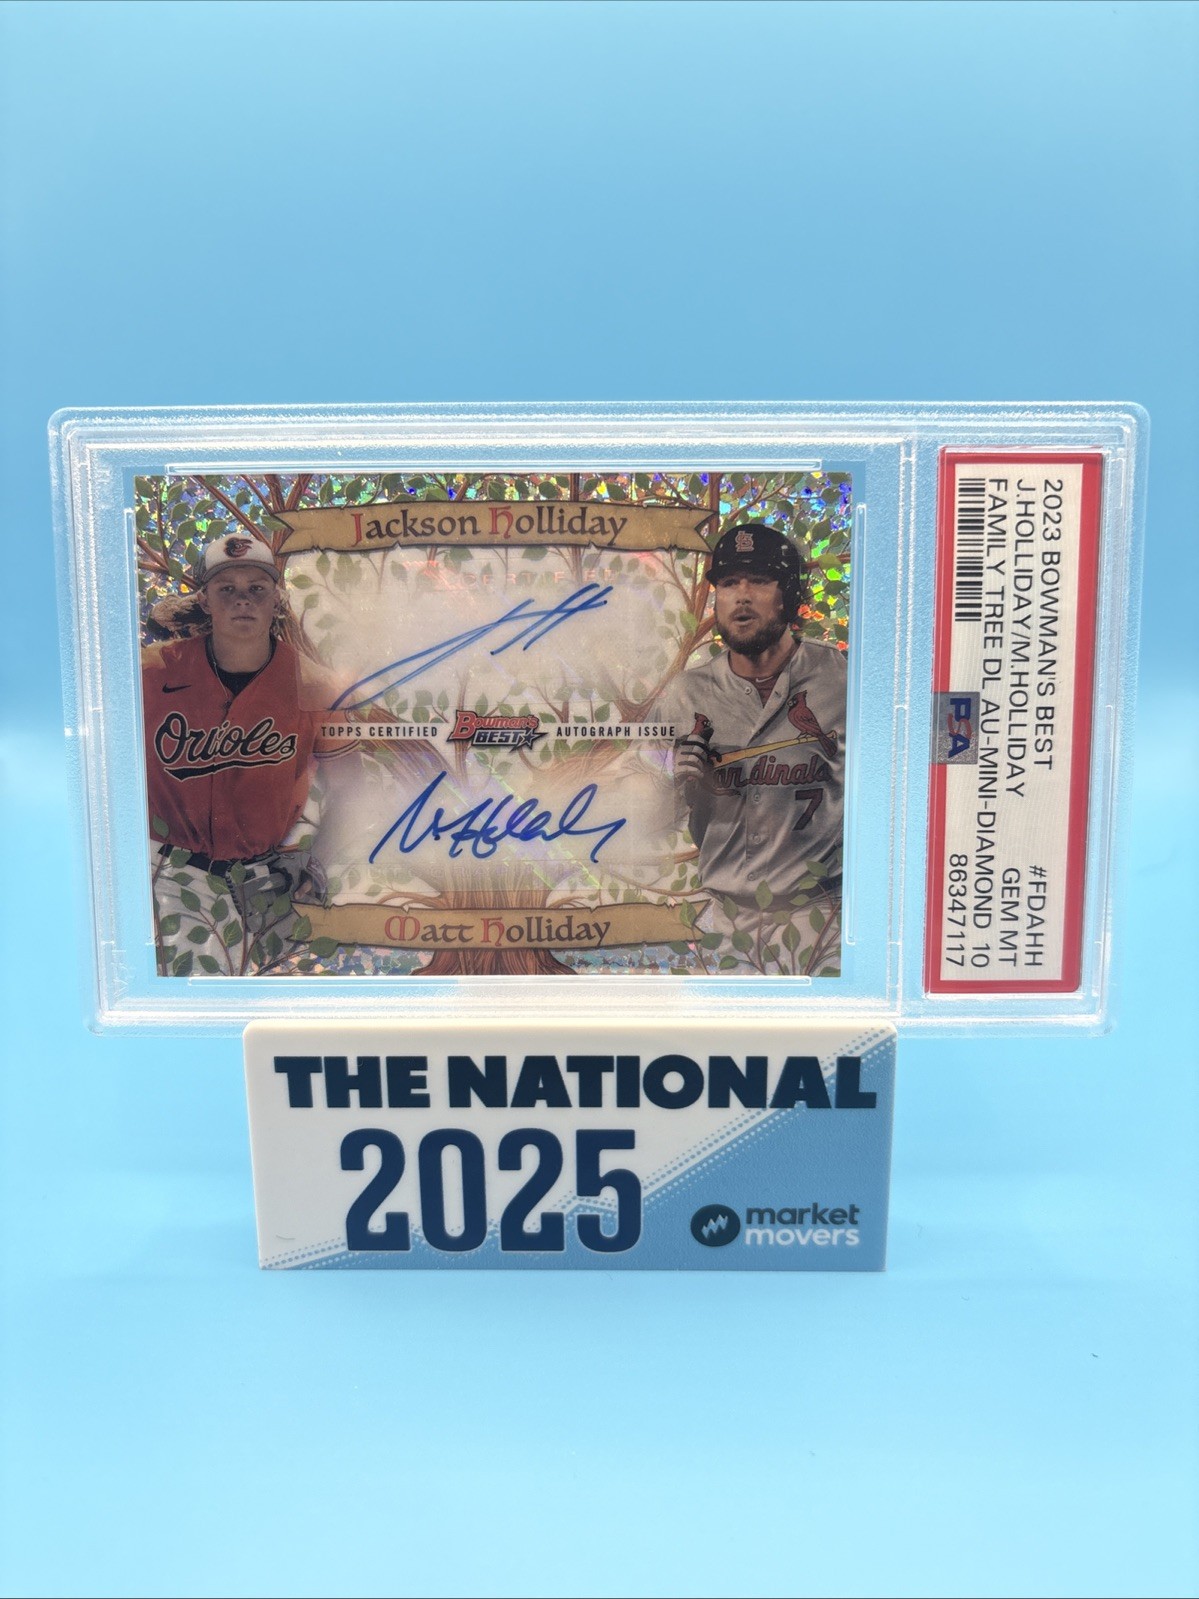 Jackson Holliday
CERTIFIED
Orioles
TOPPS CERTIFIED Bowman's BEST AUTOGRAPH ISSUE
Cardinals
7
Matt Holliday
2023 BOWMAN'S BEST #FDAHH
J.HOLLIDAY/M.HOLLIDAY GEM MT
FAMILY TREE DL AU-MINI-DIAMOND 10
86347117
PSA
THE NATIONAL
2025
market
movers